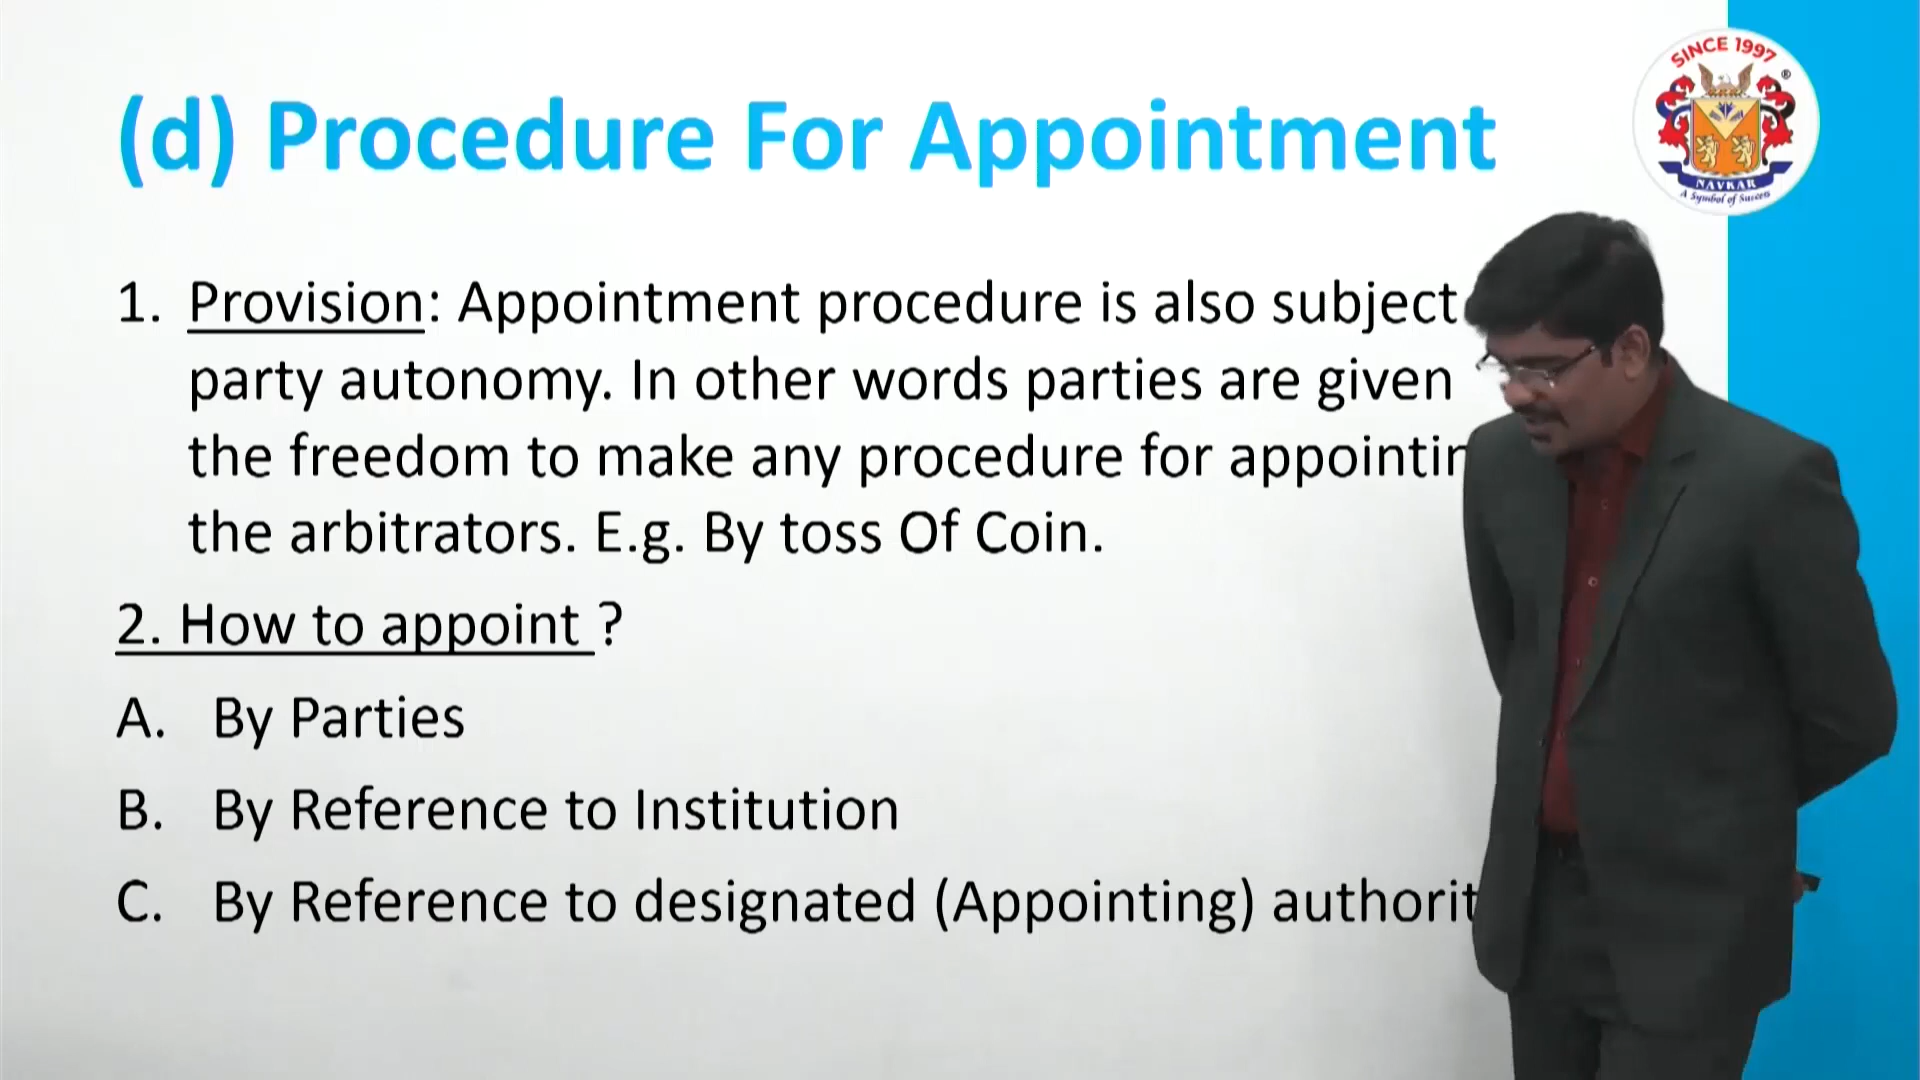 SINCE 1997
®
NAVKAR
A Symbol of Success
(d) Procedure For Appointment
1. Provision: Appointment procedure is also subject
party autonomy. In other words parties are given
the freedom to make any procedure for
the arbitrators. E.g. By toss Of Coin.
2. How to appoint ?
A. By Parties
B. By Reference to Institution
C. By Reference to designated (Appointing)